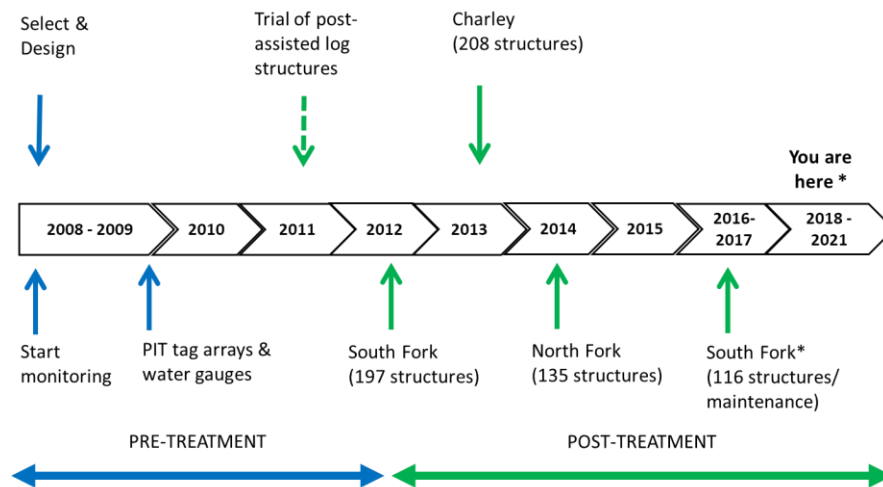 Select &
Design
Trial of post-
assisted log
structures
Charley
(208 structures)
You are
here *
2008 - 2009
2010
2011
2012
2013
2014
2015
2016-
2017
2018 -
2021
Start
monitoring
PIT tag arrays &
water gauges
South Fork
(197 structures)
North Fork
(135 structures)
South Fork*
(116 structures/
maintenance)
PRE-TREATMENT
POST-TREATMENT